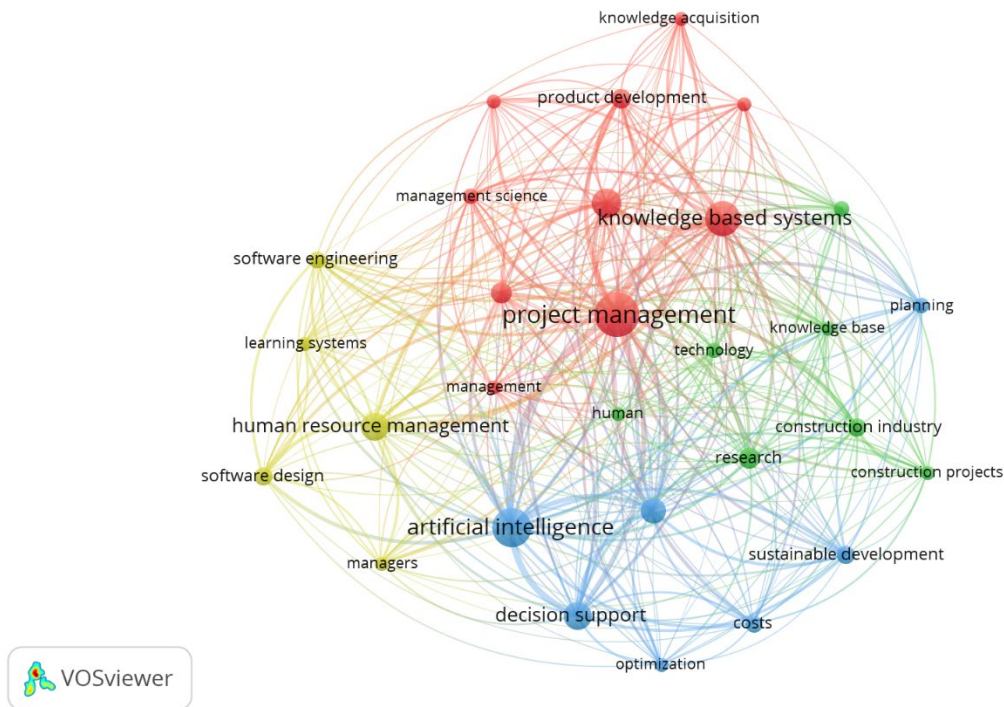 knowledge acquisition
product development
management science
knowledge based systems
software engineering
planning
project management
knowledge base
learning systems
technology
management
human
human resource management
construction industry
research
software design
construction projects
artificial intelligence
sustainable development
managers
decision support
costs
optimization
VOSviewer